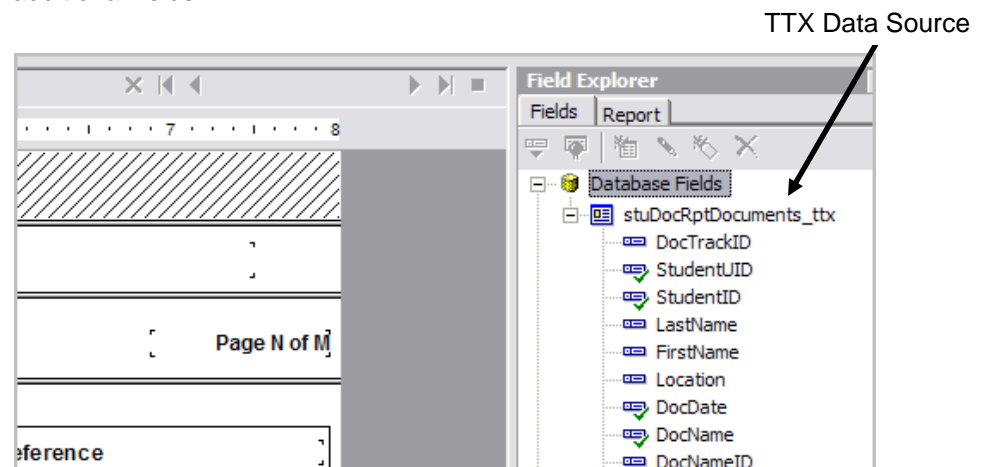 TTX Data Source
Field Explorer
Fields Report
7 8
Database Fields
stuDocRptDocuments_ttx
DocTrackID
StudentUID
StudentID
LastName
Page N of M
FirstName
Location
DocDate
DocName
eference
DocNameID